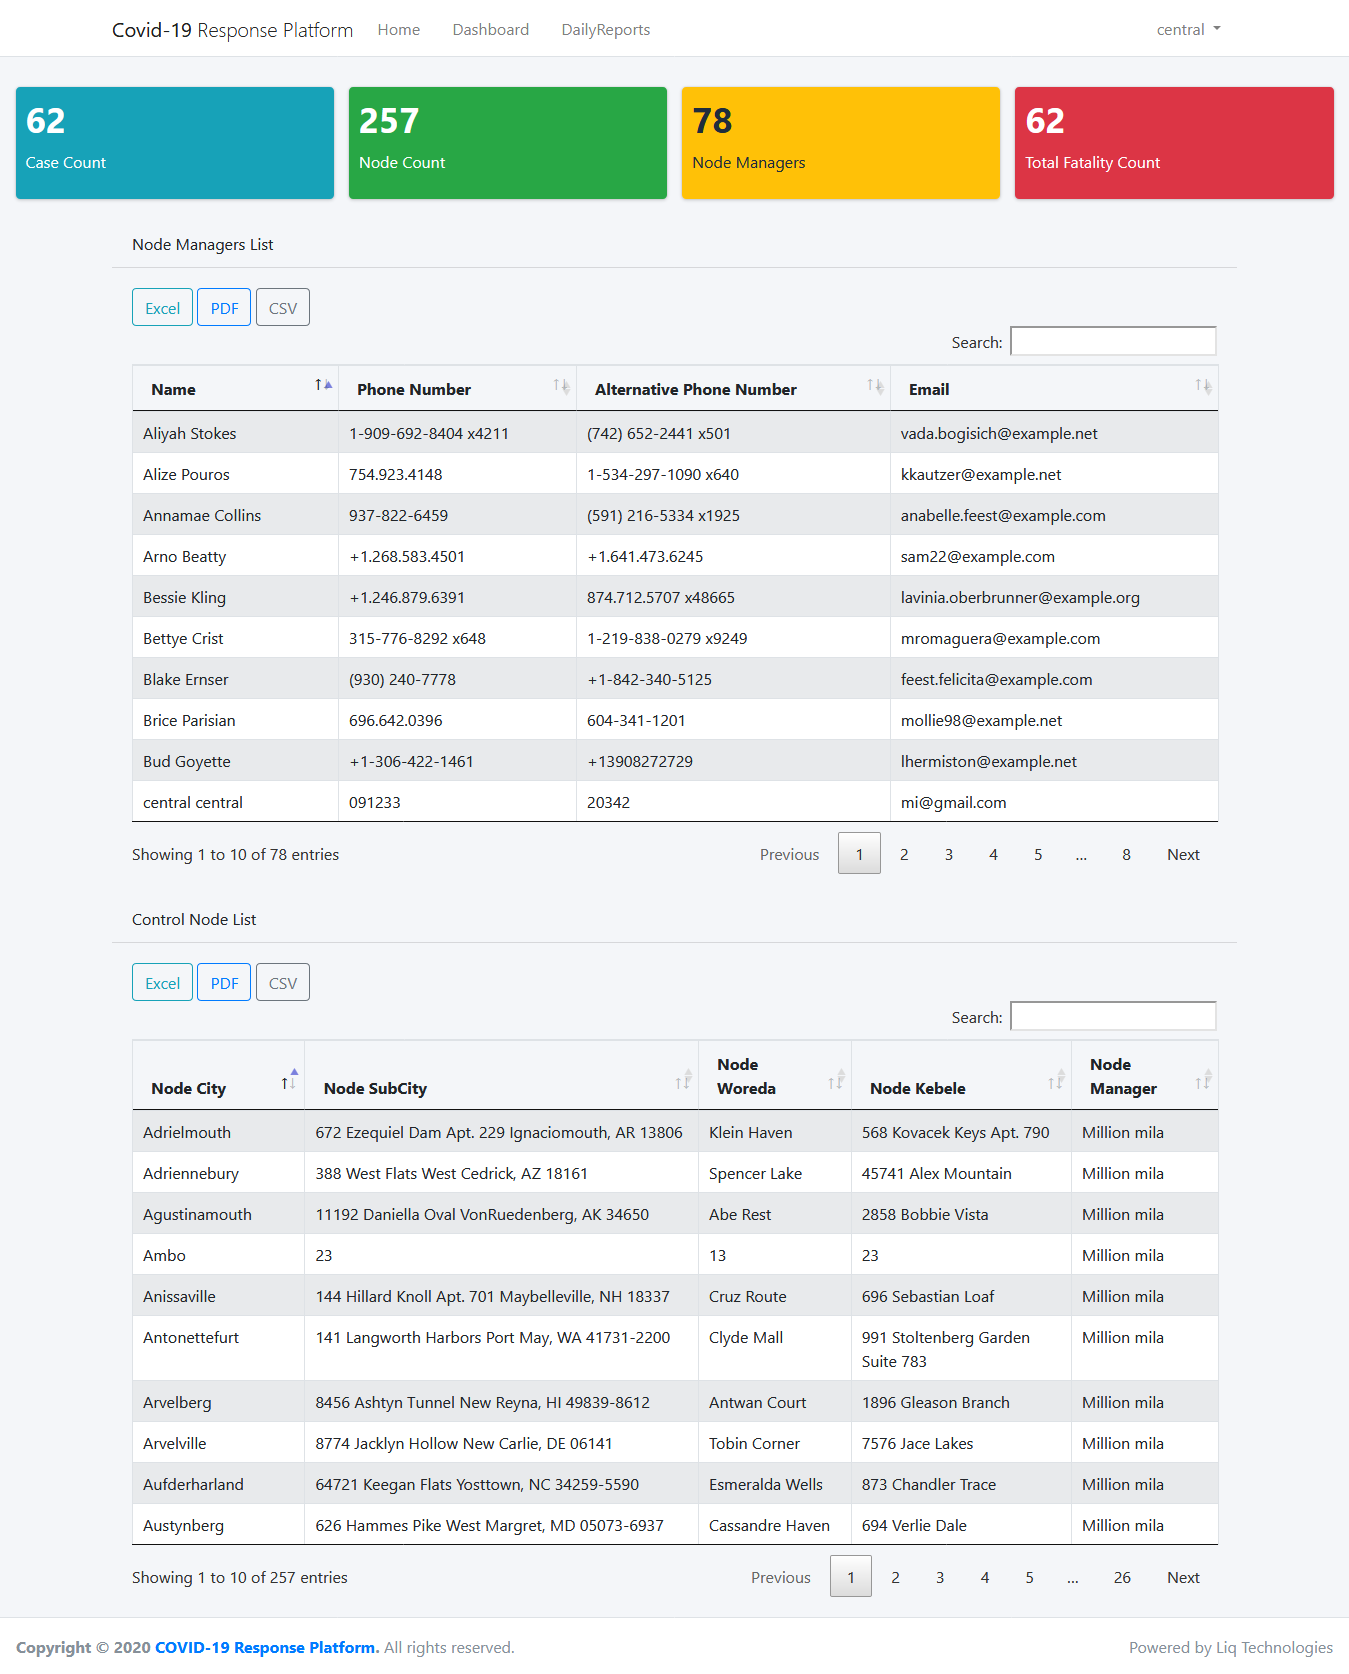 Covid-19 Response Platform Home Dashboard DailyReports central
62 257 78 62
Case Count Node Count Node Managers Total Fatality Count
Node Managers List
Excel PDF CSV
Search:
Name Phone Number Alternative Phone Number Email
Aliyah Stokes 1-909-692-8404 x4211 (742) 652-2441 x501 vada.bogisich@example.net
Alize Pouros 754.923.4148 1-534-297-1090 x640 kkautzer@example.net
Annamae Collins 937-822-6459 (591) 216-5334 x1925 anabelle.feest@example.com
Arno Beatty +1.268.583.4501 +1.641.473.6245 sam22@example.com
Bessie Kling +1.246.879.6391 874.712.5707 x48665 lavinia.oberbrunner@example.org
Bettye Crist 315-776-8292 x648 1-219-838-0279 x9249 mromaguera@example.com
Blake Ernser (930) 240-7778 +1-842-340-5125 feest.felicita@example.com
Brice Parisian 696.642.0396 604-341-1201 mollie98@example.net
Bud Goyette +1-306-422-1461 +13908272729 lhermiston@example.net
central central 091233 20342 mi@gmail.com
Showing 1 to 10 of 78 entries Previous 1 2 3 4 5 … 8 Next
Control Node List
Excel PDF CSV
Search:
Node City Node SubCity Node Woreda Node Kebele Node Manager
Adrielmouth 672 Ezequiel Dam Apt. 229 Ignaciomouth, AR 13806 Klein Haven 568 Kovacek Keys Apt. 790 Million mila
Adriennebury 388 West Flats West Cedrick, AZ 18161 Spencer Lake 45741 Alex Mountain Million mila
Agustinamouth 11192 Daniella Oval VonRuedenberg, AK 34650 Abe Rest 2858 Bobbie Vista Million mila
Ambo 23 13 23 Million mila
Anissaville 144 Hillard Knoll Apt. 701 Maybelleville, NH 18337 Cruz Route 696 Sebastian Loaf Million mila
Antonettefurt 141 Langworth Harbors Port May, WA 41731-2200 Clyde Mall 991 Stoltenberg Garden Suite 783 Million mila
Arvelberg 8456 Ashtyn Tunnel New Reyna, HI 49839-8612 Antwan Court 1896 Gleason Branch Million mila
Arvelville 8774 Jacklyn Hollow New Carlie, DE 06141 Tobin Corner 7576 Jace Lakes Million mila
Aufderharland 64721 Keegan Flats Yosttown, NC 34259-5590 Esmeralda Wells 873 Chandler Trace Million mila
Austynberg 626 Hammes Pike West Margret, MD 05073-6937 Cassandre Haven 694 Verlie Dale Million mila
Showing 1 to 10 of 257 entries Previous 1 2 3 4 5 … 26 Next
Copyright © 2020 COVID-19 Response Platform. All rights reserved. Powered by Liq Technologies